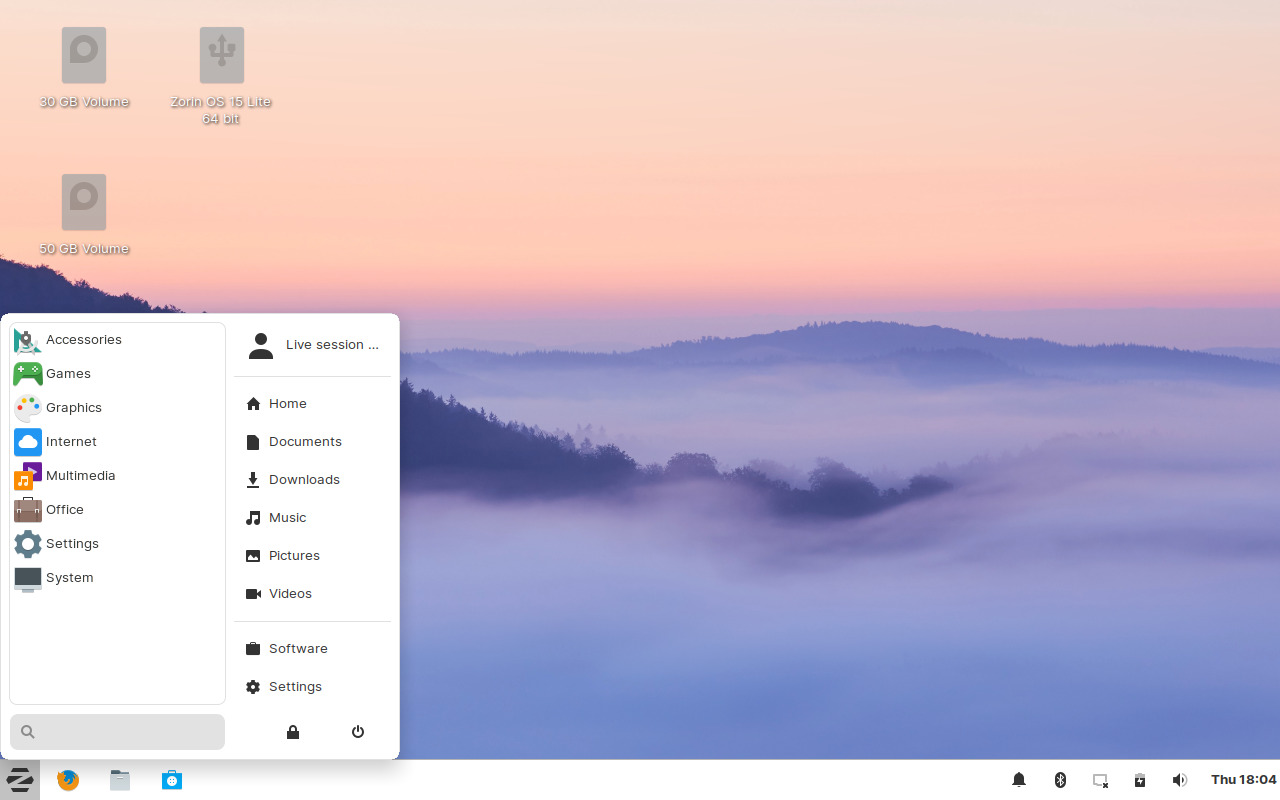 30 GB Volume
Zorin OS 15 Lite
64 bit
50 GB Volume
Accessories
Games
Graphics
Internet
Multimedia
Office
Settings
System
Live session ...
Home
Documents
Downloads
Music
Pictures
Videos
Software
Settings
Thu 18:04